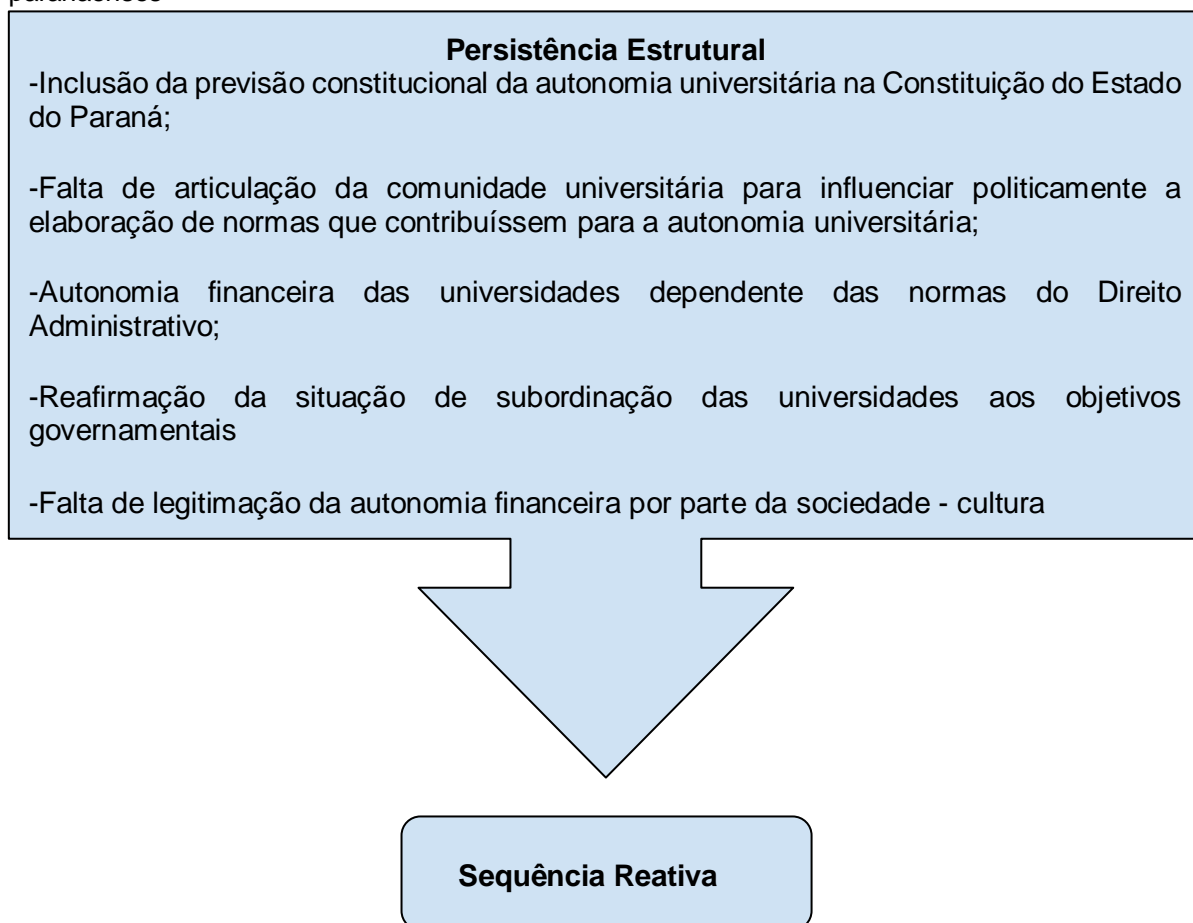 Persistência Estrutural
-Inclusão da previsão constitucional da autonomia universitária na Constituição do Estado
do Paraná;
-Falta de articulação da comunidade universitária para influenciar politicamente a
elaboração de normas que contribuíssem para a autonomia universitária;
-Autonomia financeira das universidades dependente das normas do Direito
Administrativo;
-Reafirmação da situação de subordinação das universidades aos objetivos
governamentais
-Falta de legitimação da autonomia financeira por parte da sociedade - cultura
Sequência Reativa